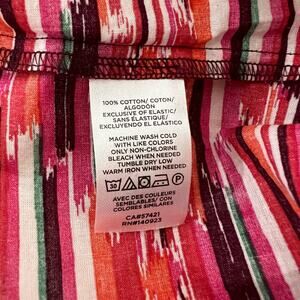 100% COTTON/ COTON/
ALGODÓN
EXCLUSIVE OF ELASTIC/
SANS ÉLASTIQUE/
EXCLUYENDO EL ELÁSTICO
MACHINE WASH COLD
WITH LIKE COLORS
ONLY NON-CHLORINE
BLEACH WHEN NEEDED
TUMBLE DRY LOW
WARM IRON WHEN NEEDED
AVEC DES COULEURS
SEMBLABLES/ CON
COLORES SIMILARES
CA#57421
RN#140923